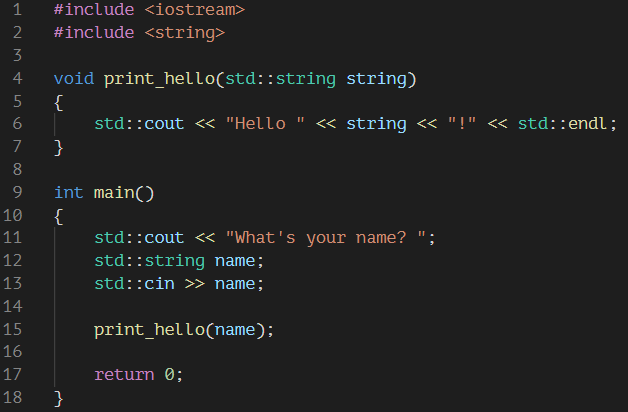 1 #include <iostream>
2 #include <string>
3
4 void print_hello(std::string string)
5 {
6     std::cout << "Hello " << string << "!" << std::endl;
7 }
8
9 int main()
10 {
11     std::cout << "What's your name? ";
12     std::string name;
13     std::cin >> name;
14
15     print_hello(name);
16
17     return 0;
18 }